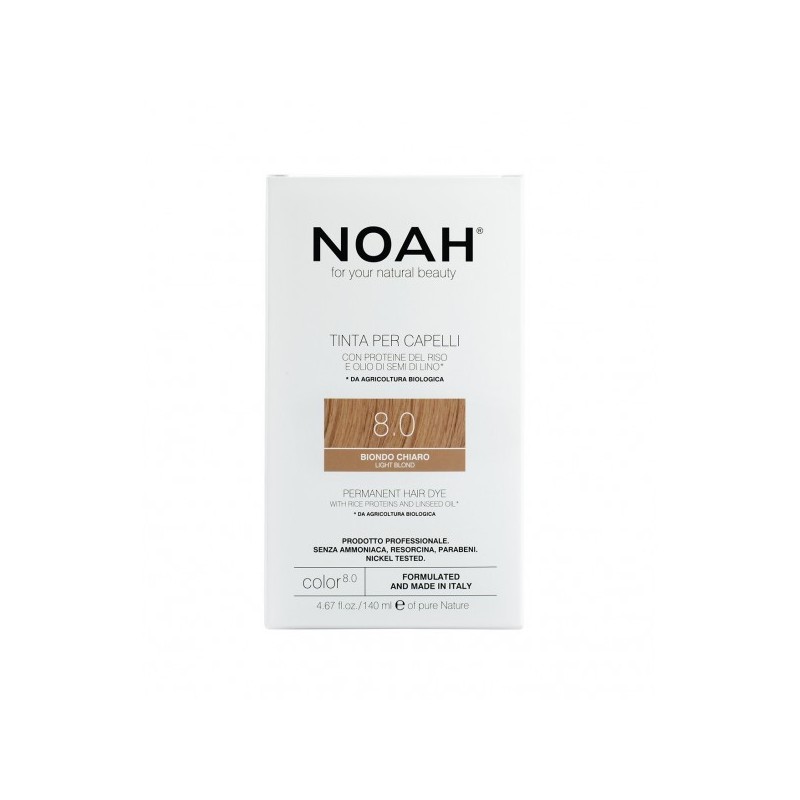 NOAH®
for your natural beauty
TINTA PER CAPELLI
CON PROTEINE DEL RISO
E OLIO DI SEMI DI LINO*
* DA AGRICOLTURA BIOLOGICA
8.0
BIONDO CHIARO
LIGHT BLOND
PERMANENT HAIR DYE
WITH RICE PROTEINS AND LINSEED OIL*
* DA AGRICOLTURA BIOLOGICA
PRODOTTO PROFESSIONALE.
SENZA AMMONIACA, RESORCINA, PARABENI.
NICKEL TESTED.
color 8.0
FORMULATED
AND MADE IN ITALY
4.67 fl.oz./140 ml ℮ of pure Nature